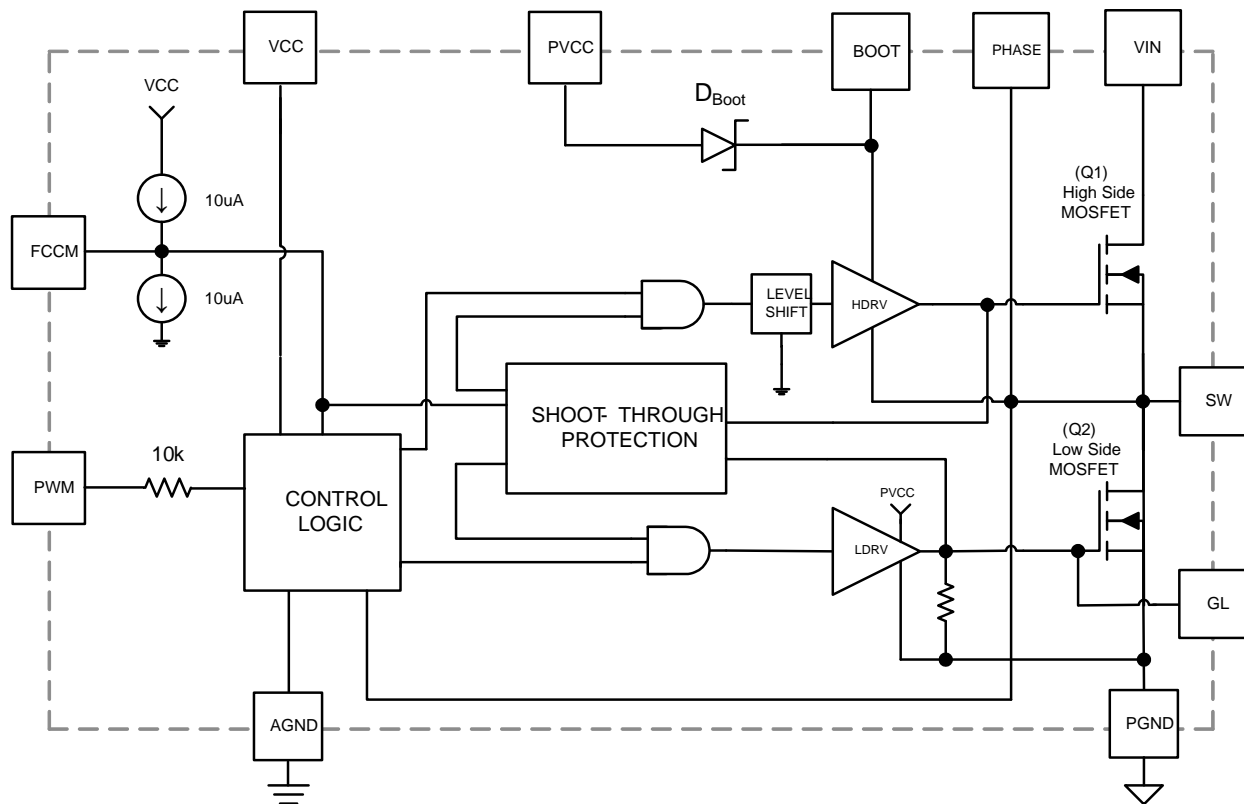 VCC
PVCC
BOOT
PHASE
VIN
VCC
D_Boot
10uA
(Q1)
High Side
MOSFET
FCCM
10uA
LEVEL
SHIFT
HDRV
SW
SHOOT- THROUGH
PROTECTION
(Q2)
Low Side
MOSFET
10k
PWM
CONTROL
LOGIC
PVCC
LDRV
GL
AGND
PGND